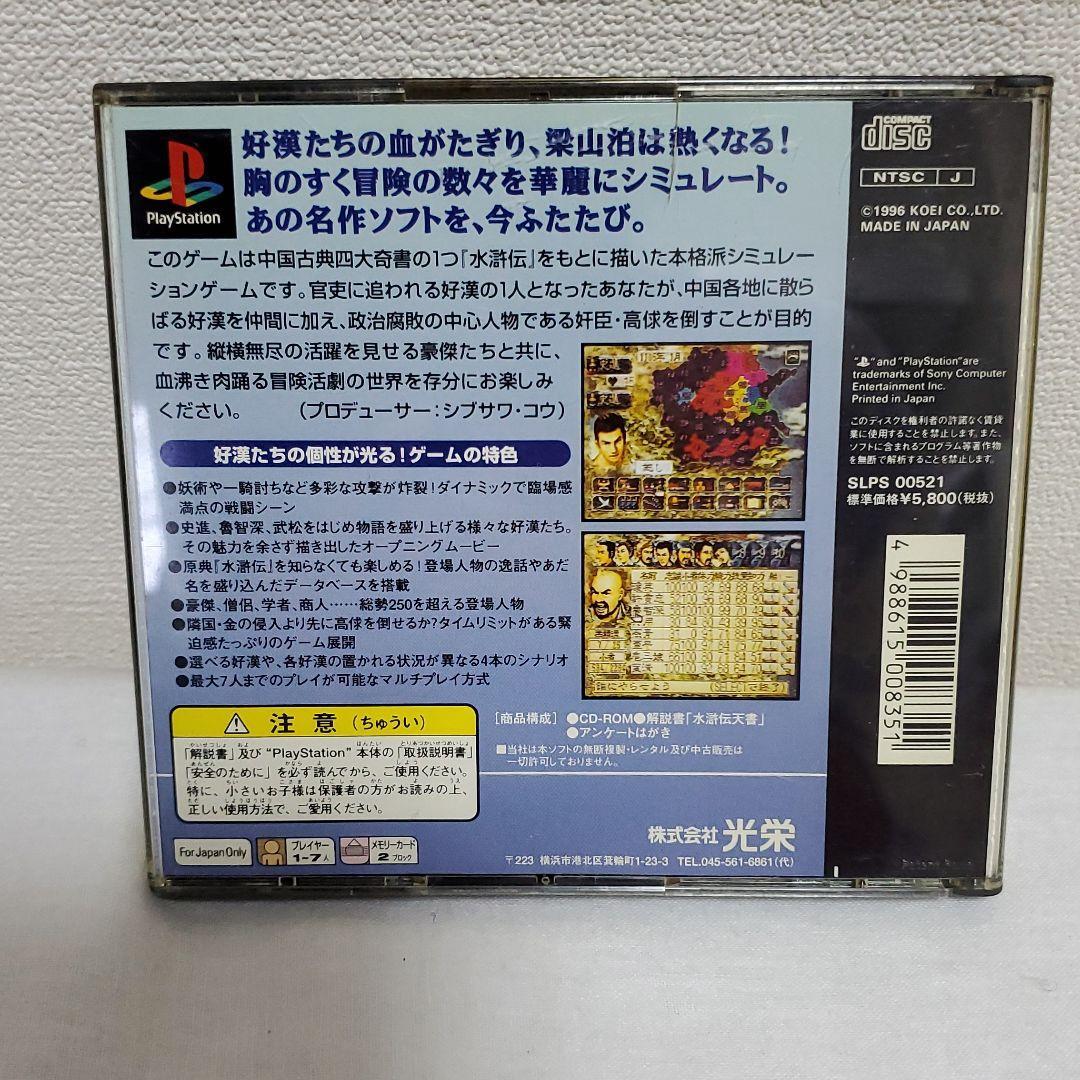 PlayStation
好漢たちの血がたぎり、梁山泊は熱くなる!
胸のすく冒険の数々を華麗にシミュレート。
あの名作ソフトを、今ふたたび。
このゲームは中国古典四大奇書の1つ『水滸伝』をもとに描いた本格派シミュレー
ションゲームです。官吏に追われる好漢の1人となったあなたが、中国各地に散ら
ばる好漢を仲間に加え、政治腐敗の中心人物である奸臣・高俅を倒すことが目的
です。縦横無尽の活躍を見せる豪傑たちと共に、
血沸き肉踊る冒険活劇の世界を存分にお楽しみ
ください。 (プロデューサー:シブサワ・コウ)
好漢たちの個性が光る!ゲームの特色
●妖術や一騎討ちなど多彩な攻撃が炸裂!ダイナミックで臨場感
満点の戦闘シーン
●史進、魯智深、武松をはじめ物語を盛り上げる様々な好漢たち。
その魅力を余さず描き出したオープニングムービー
●原典『水滸伝』を知らなくても楽しめる!登場人物の逸話やあだ
名を盛り込んだデータベースを搭載
●豪傑、僧侶、学者、商人……総勢250を超える登場人物
●隣国・金の侵入より先に高俅を倒せるか?タイムリミットがある緊
迫感たっぷりのゲーム展開
●選べる好漢や、各好漢の置かれる状況が異なる4本のシナリオ
●最大7人までのプレイが可能なマルチプレイ方式
注意(ちゅうい)
「解説書」及び“PlayStation”本体の「取扱説明書」
「安全のために」を必ず読んでから、ご使用ください。
特に、小さいお子様は保護者の方がお読みの上、
正しい使用方法で、ご愛用ください。
For Japan Only
プレイヤー
1~7人
メモリーカード
2ブロック
[商品構成] ●CD-ROM●解説書「水滸伝天書」
●アンケートはがき
■当社は本ソフトの無断複製・レンタル及び中古販売は
一切許可しておりません。
株式会社 光栄
〒223 横浜市港北区箕輪町1-23-3 TEL.045-561-6861(代)
COMPACT
disc
NTSC J
©1996 KOEI CO.,LTD.
MADE IN JAPAN
"PS" and "PlayStation"are
trademarks of Sony Computer
Entertainment Inc.
Printed in Japan
このディスクを権利者の許諾なく賃貸
業に使用することを禁止します。また、
ソフトに含まれるプログラム等著作物
を無断で解析することを禁止します。
SLPS 00521
標準価格¥5,800(税抜)
4 988615 008351